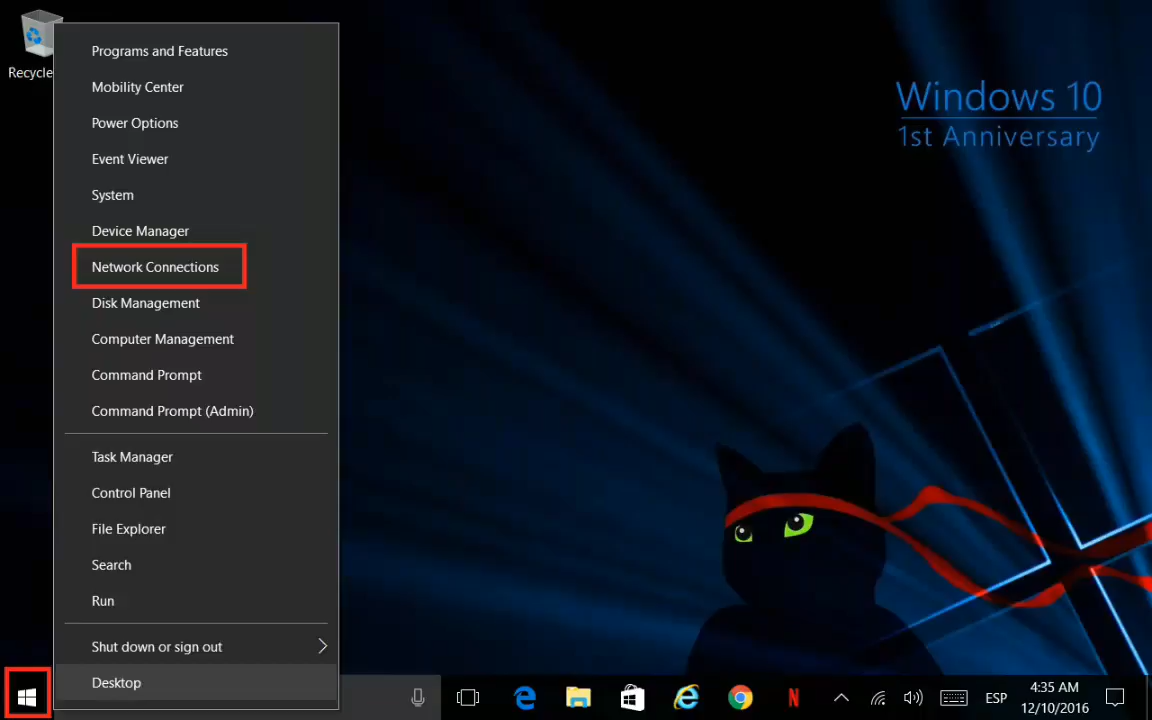 Recycle
Programs and Features
Mobility Center
Power Options
Event Viewer
System
Device Manager
Network Connections
Disk Management
Computer Management
Command Prompt
Command Prompt (Admin)
Task Manager
Control Panel
File Explorer
Search
Run
Shut down or sign out
Desktop
Windows 10
1st Anniversary
ESP
4:35 AM
12/10/2016